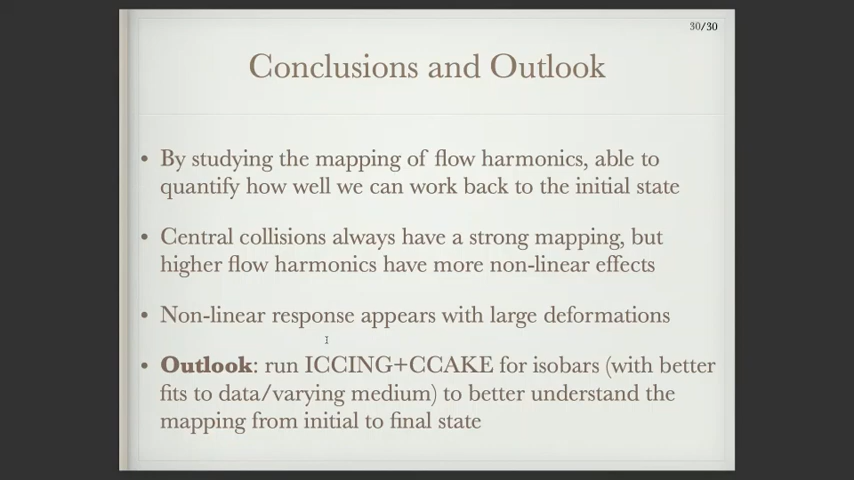 30/30
Conclusions and Outlook
• By studying the mapping of flow harmonics, able to
quantify how well we can work back to the initial state
• Central collisions always have a strong mapping, but
higher flow harmonics have more non-linear effects
• Non-linear response appears with large deformations
• Outlook: run ICCING+CCAKE for isobars (with better
fits to data/varying medium) to better understand the
mapping from initial to final state